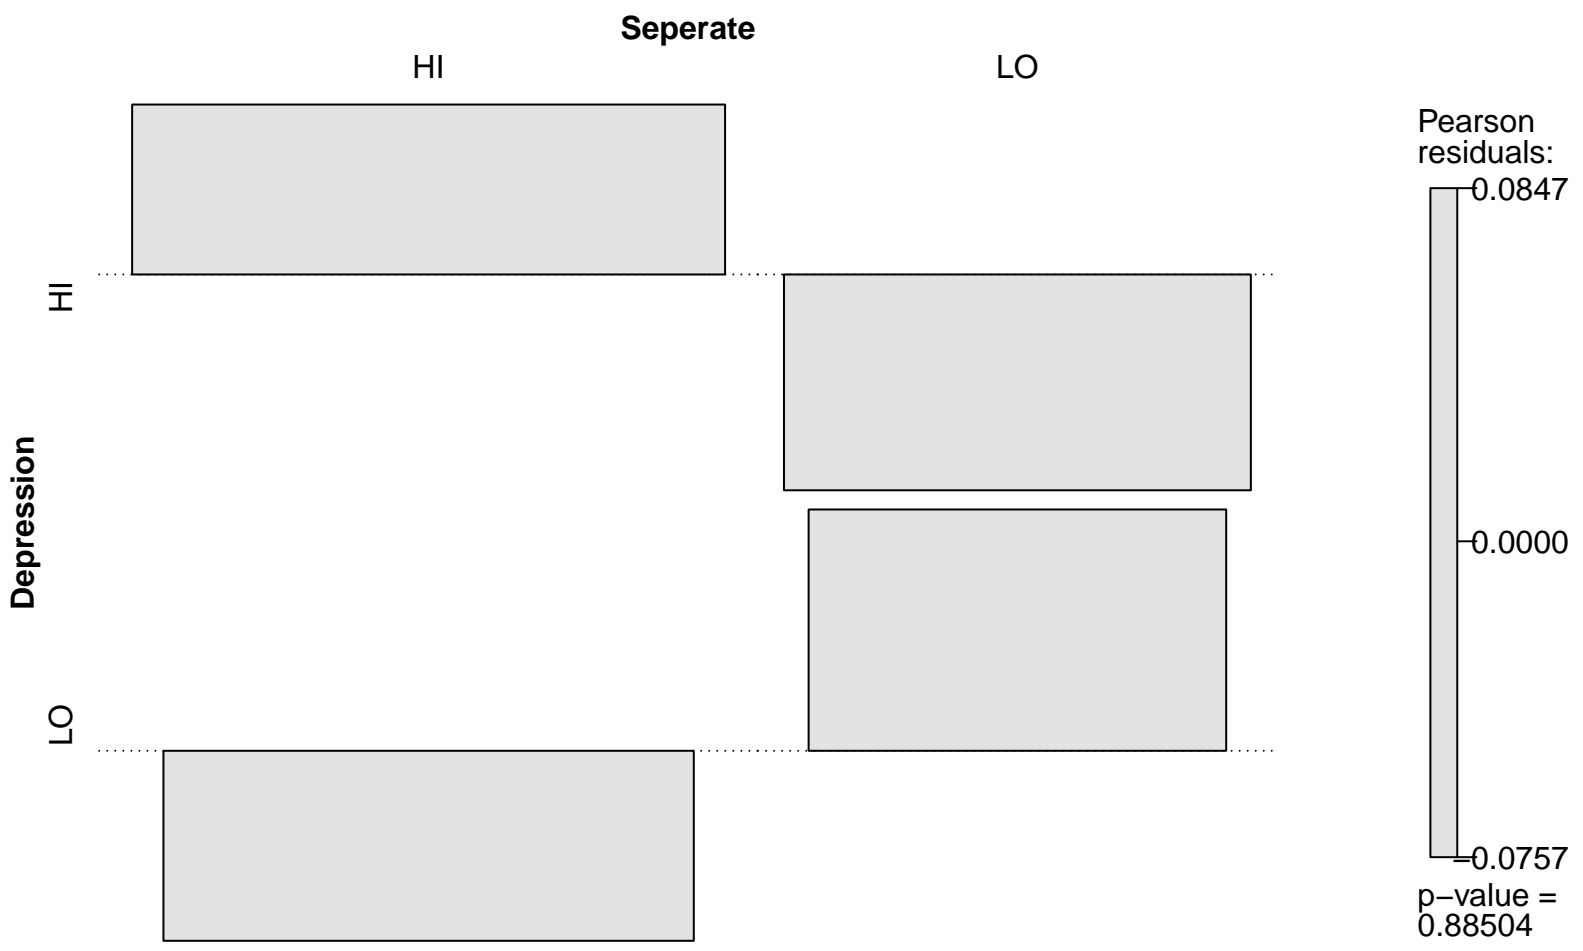 Seperate
HI
LO
HI
LO
Depression
Pearson
residuals:
0.0847
0.0000
−0.0757
p−value =
0.88504